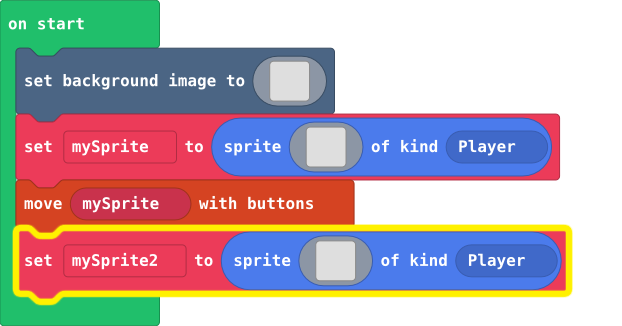 on start
set background image to
set mySprite to sprite of kind Player
move mySprite with buttons
set mySprite2 to sprite of kind Player